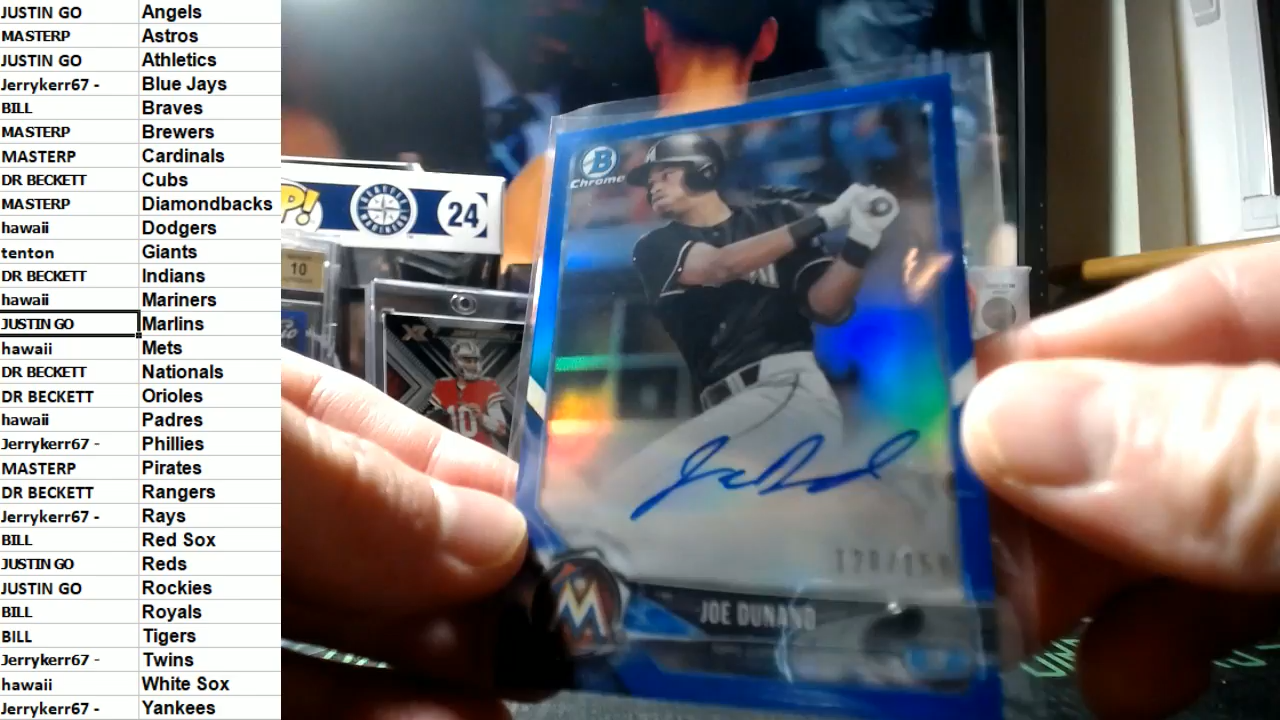 JUSTIN GO Angels
MASTERP Astros
JUSTIN GO Athletics
Jerrykerr67 - Blue Jays
BILL Braves
MASTERP Brewers
MASTERP Cardinals
DR BECKETT Cubs
MASTERP Diamondbacks
hawaii Dodgers
tenton Giants
DR BECKETT Indians
hawaii Mariners
JUSTIN GO Marlins
hawaii Mets
DR BECKETT Nationals
DR BECKETT Orioles
hawaii Padres
Jerrykerr67 - Phillies
MASTERP Pirates
DR BECKETT Rangers
Jerrykerr67 - Rays
BILL Red Sox
JUSTIN GO Reds
JUSTIN GO Rockies
BILL Royals
BILL Tigers
Jerrykerr67 - Twins
hawaii White Sox
Jerrykerr67 - Yankees
P!
24
10
XR
10
B
Chrome
128/150
M
JOE DUNAND